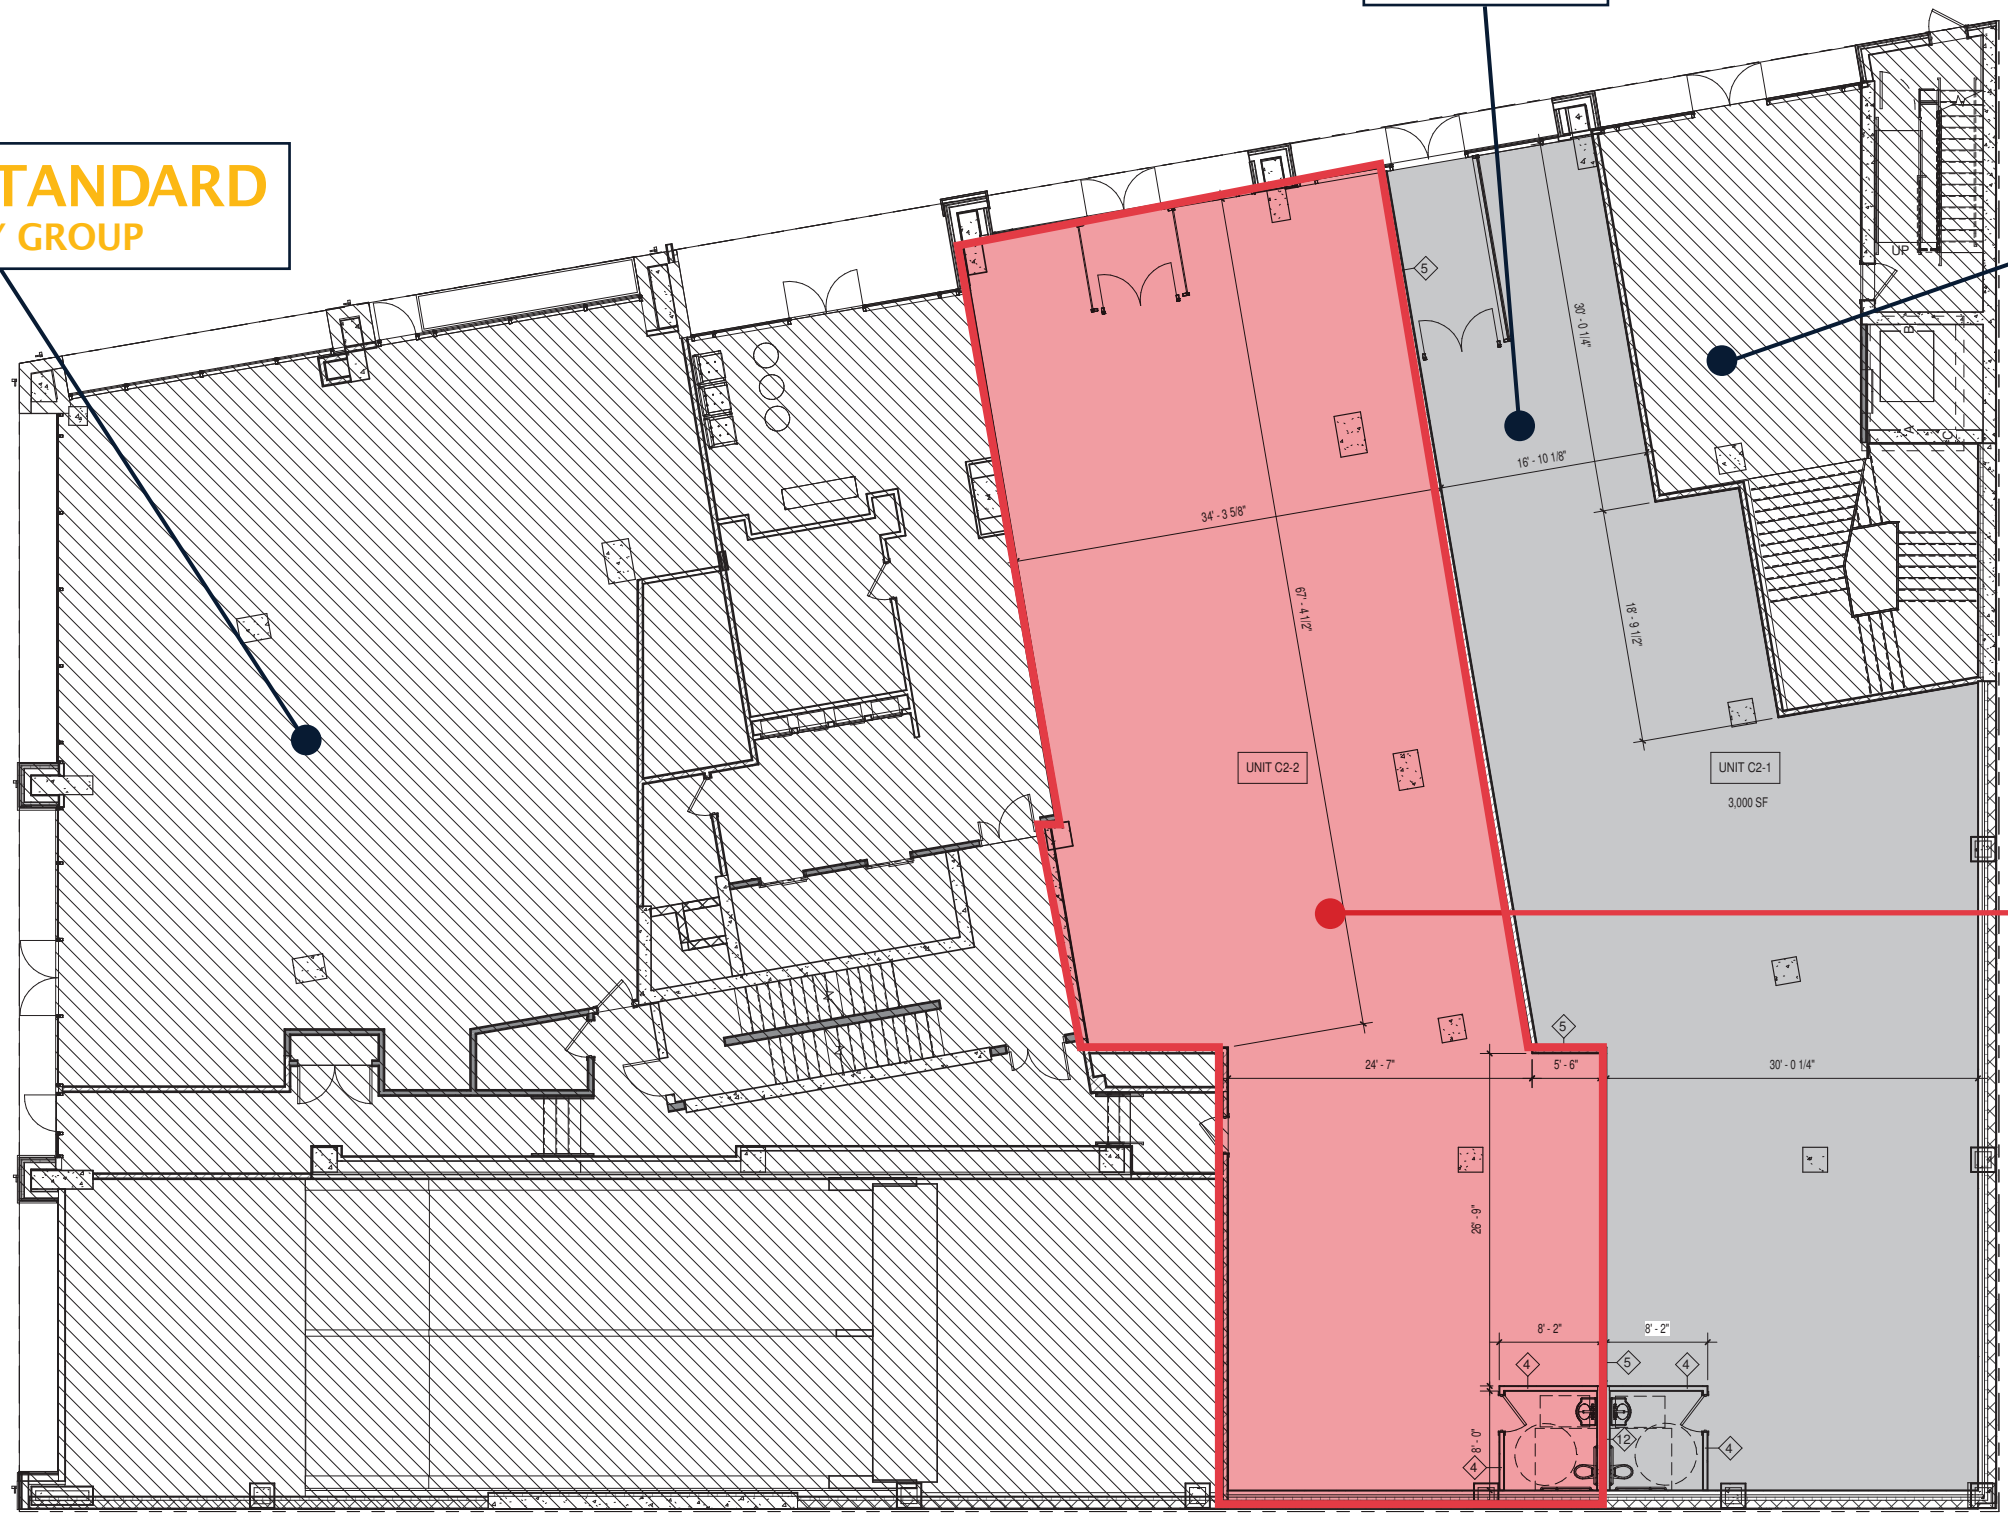 TANDARD
GROUP
5
30' - 0 1/4"
UP
B
A
C
16' - 10 1/8"
34' - 3 5/8"
67' - 4 1/2"
18' - 9 1/2"
UNIT C2-2
UNIT C2-1
3,000 SF
5
24' - 7"
5' - 6"
30' - 0 1/4"
26' - 9"
8' - 2"
8' - 2"
4
5
4
8' - 0"
12
4
4